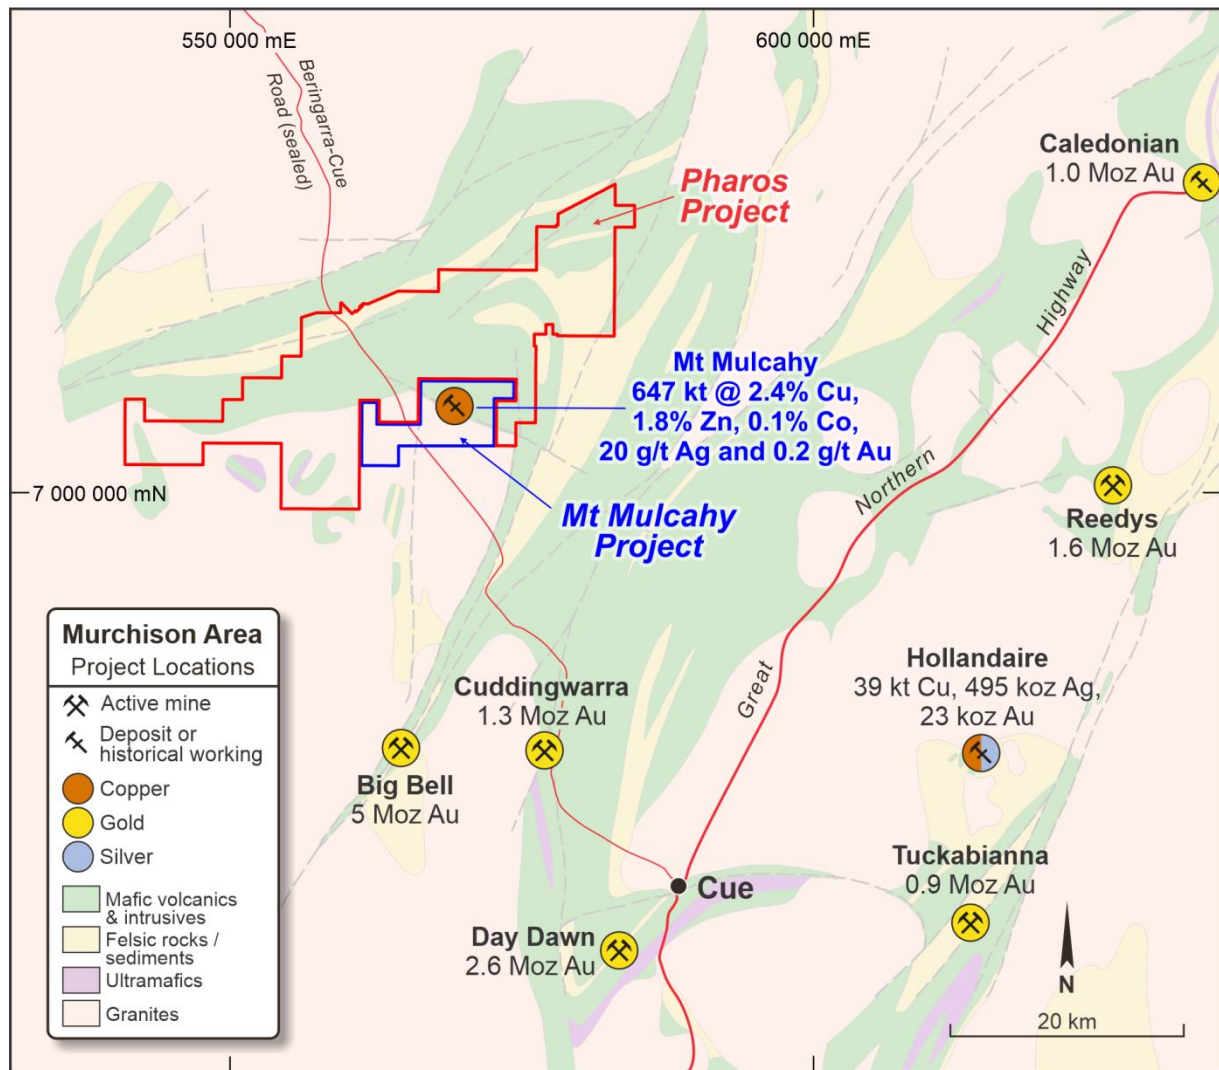 550 000 mE
600 000 mE
Beringarra-Cue
Road (sealed)
Caledonian
1.0 Moz Au
Pharos
Project
Highway
Mt Mulcahy
647 kt @ 2.4% Cu,
1.8% Zn, 0.1% Co,
20 g/t Ag and 0.2 g/t Au
Northern
7 000 000 mN
Mt Mulcahy
Project
Reedys
1.6 Moz Au
Murchison Area
Project Locations
Active mine
Deposit or
historical working
Copper
Gold
Silver
Mafic volcanics
& intrusives
Felsic rocks /
sediments
Ultramafics
Granites
Cuddingwarra
1.3 Moz Au
Great
Hollandaire
39 kt Cu, 495 koz Ag,
23 koz Au
Big Bell
5 Moz Au
Tuckabianna
0.9 Moz Au
Cue
Day Dawn
2.6 Moz Au
N
20 km